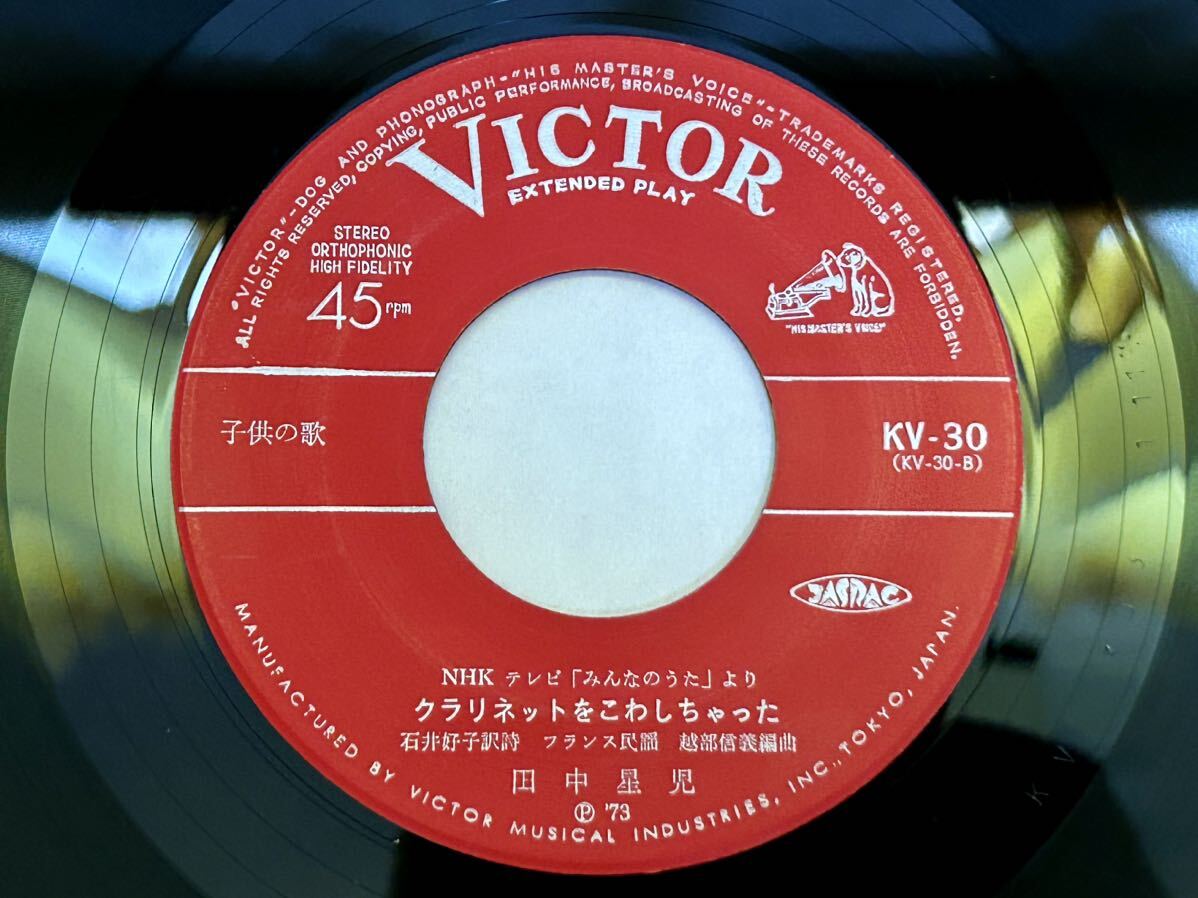 "VICTOR"-DOG AND PHONOGRAPH-"HIS MASTER'S VOICE"-TRADEMARKS REGISTERED.
ALL RIGHTS RESERVED, COPYING, PUBLIC PERFORMANCE, BROADCASTING OF THESE RECORDS ARE FORBIDDEN.
VICTOR
EXTENDED PLAY
STEREO
ORTHOPHONIC
HIGH FIDELITY
45rpm
"HIS MASTER'S VOICE"
子供の歌
KV-30
(KV-30-B)
JASRAC
NHK テレビ「みんなのうた」より
クラリネットをこわしちゃった
石井好子訳詩 フランス民謡 越部信義編曲
田中星児
Ⓟ '73
MANUFACTURED BY VICTOR MUSICAL INDUSTRIES, INC., TOKYO, JAPAN.